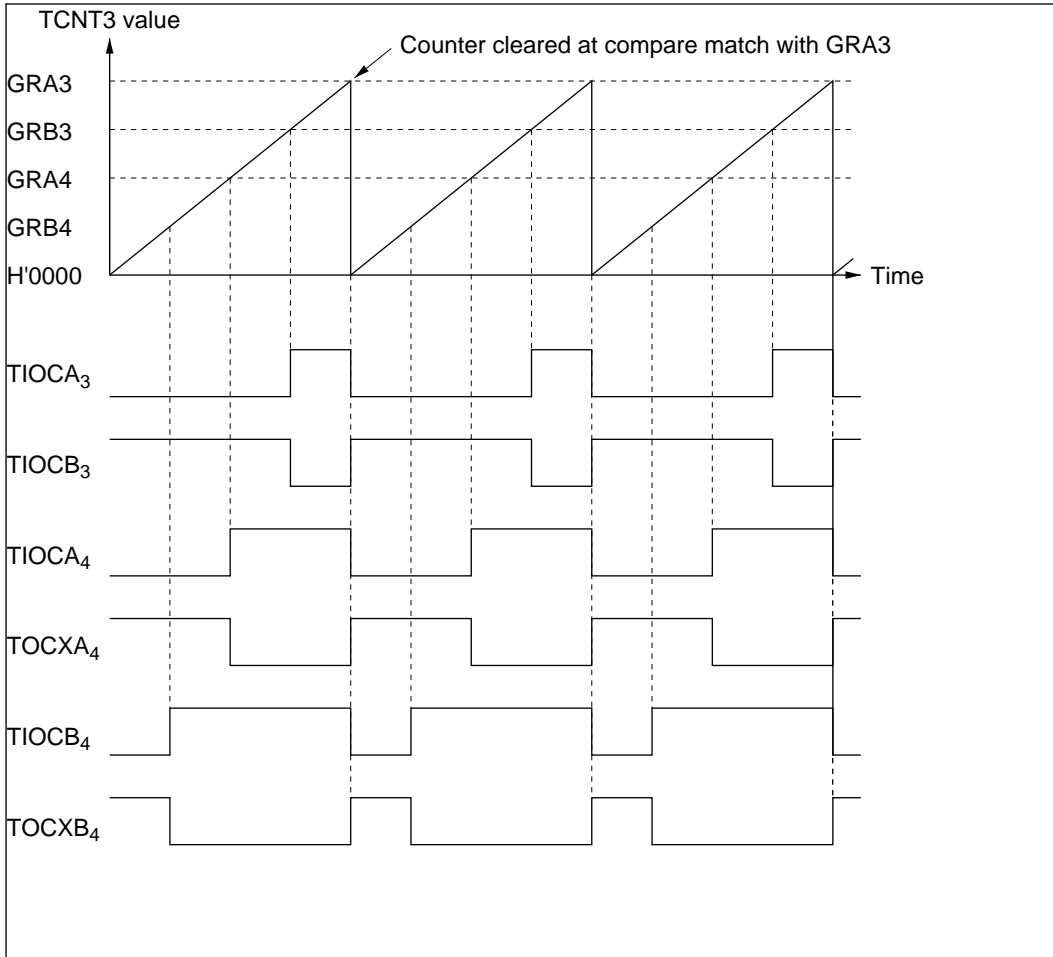 TCNT3 value
Counter cleared at compare match with GRA3
GRA3
GRB3
GRA4
GRB4
H'0000
Time
TIOCA3
TIOCB3
TIOCA4
TOCXA4
TIOCB4
TOCXB4